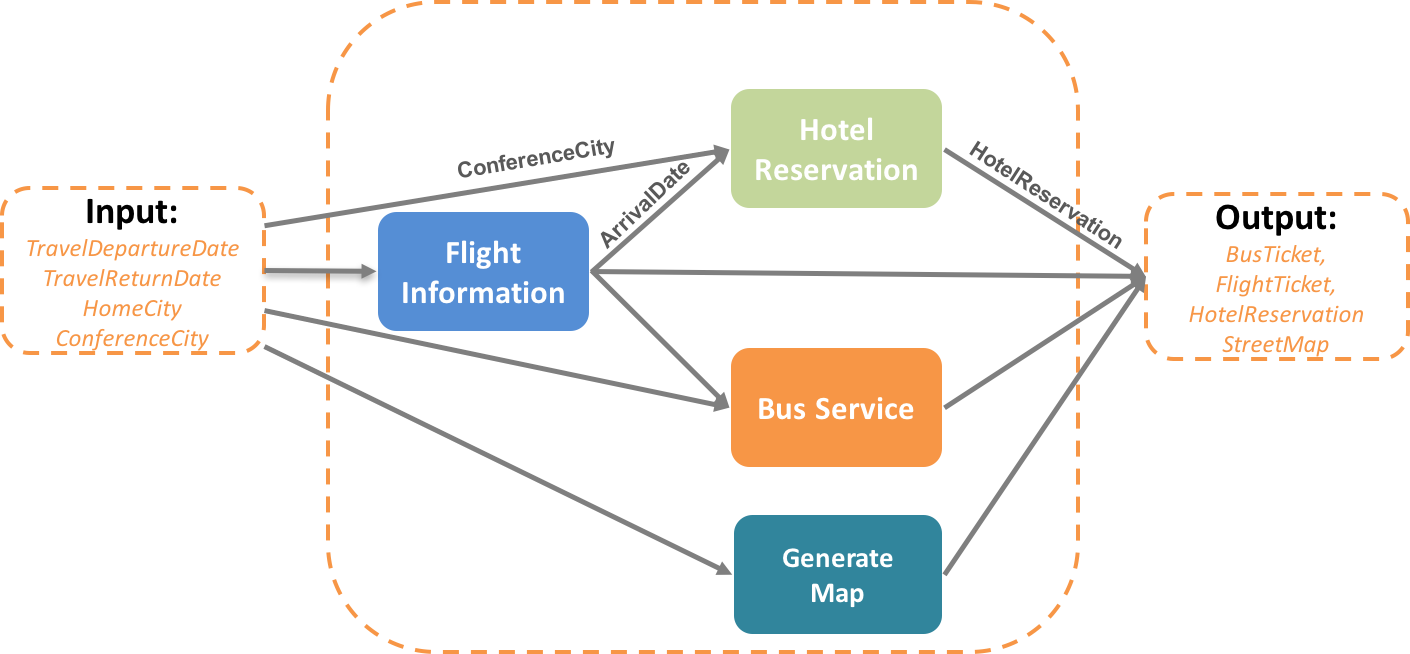 Input:
TravelDepartureDate
TravelReturnDate
HomeCity
ConferenceCity
ConferenceCity
Flight
Information
ArrivalDate
Hotel
Reservation
Bus Service
Generate
Map
HotelReservation
Output:
BusTicket,
FlightTicket,
HotelReservation
StreetMap